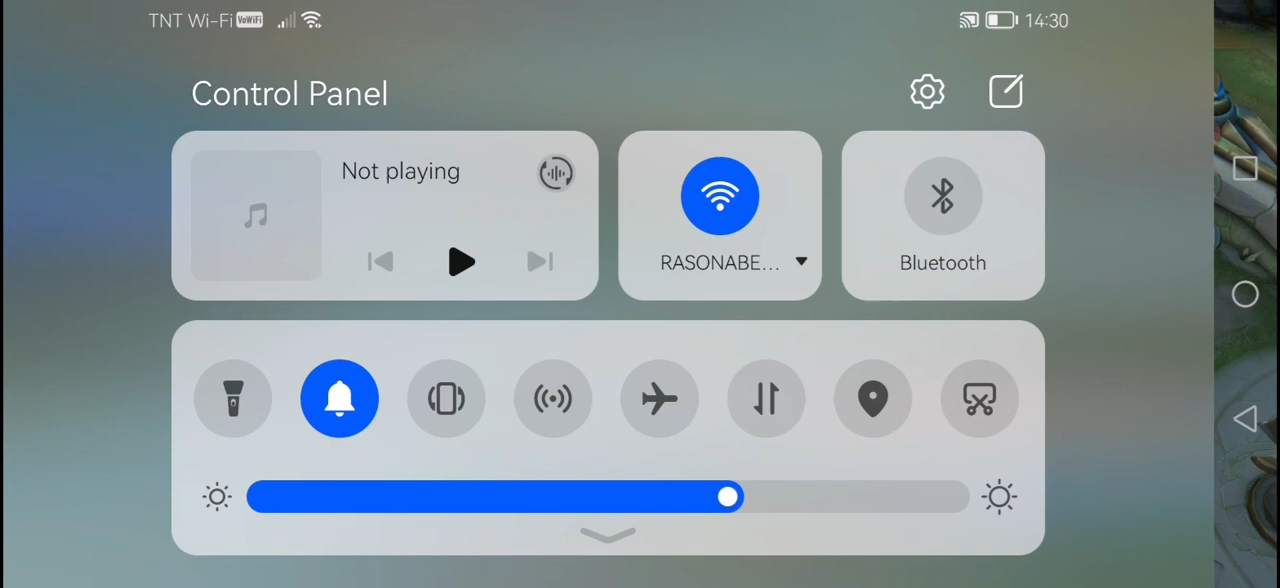 TNT Wi-Fi VoWiFi
14:30
Control Panel
Not playing
RASONABE...
Bluetooth